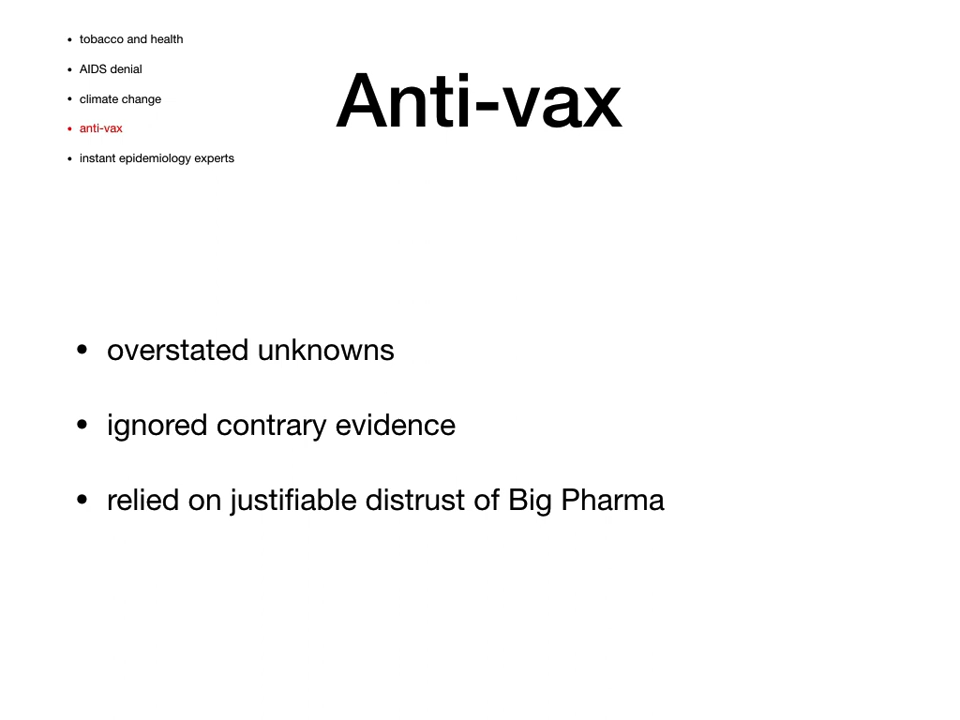 • tobacco and health
• AIDS denial
• climate change
• anti-vax
• instant epidemiology experts
Anti-vax
• overstated unknowns
• ignored contrary evidence
• relied on justifiable distrust of Big Pharma